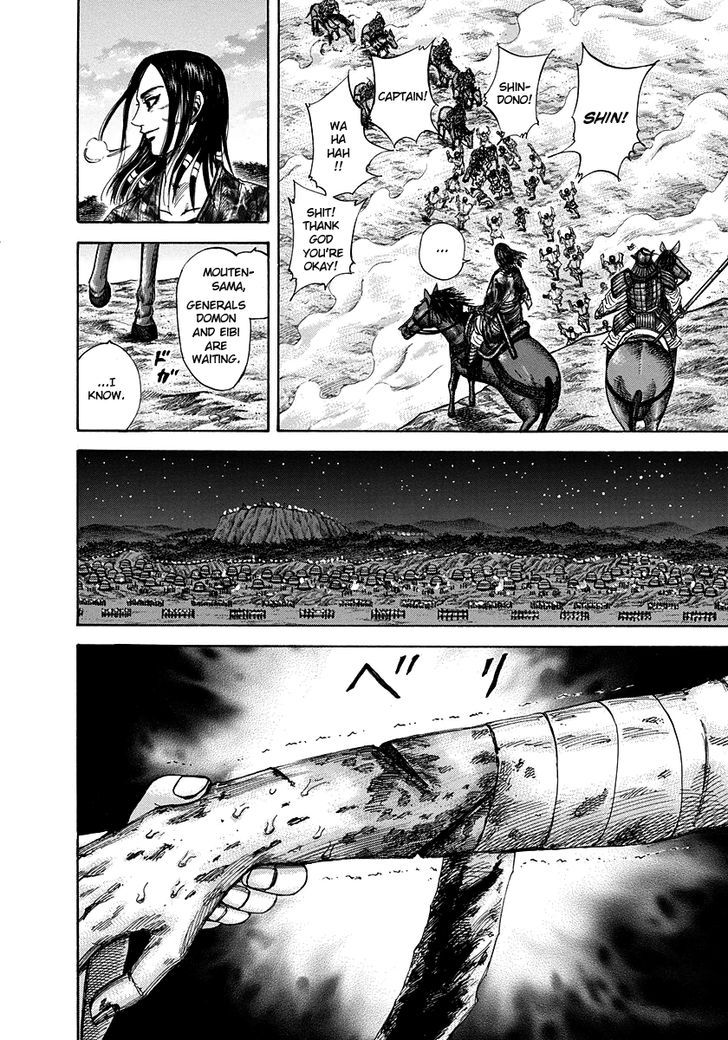 SHIN!
SHIN-
DONO!
CAPTAIN!
WA
HA
HAH
!!
SHIT!
THANK
GOD
YOU'RE
OKAY!
...
MOUTEN-
SAMA,
GENERALS
DOMON
AND EIBI
ARE
WAITING.
ドガ
...I
KNOW.
ベリ